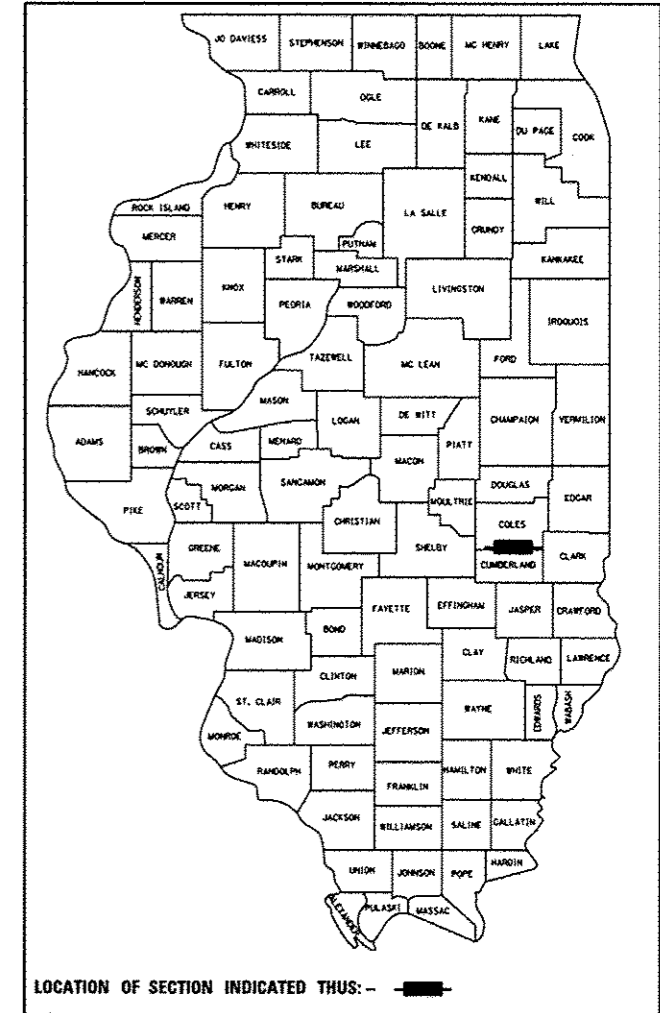 JO DAVIESS STEPHENSON WINNEBAGO BOONE MC HENRY LAKE
CARROLL OGLE DE KALB KANE DU PAGE COOK
WHITESIDE LEE KENDALL WILL
ROCK ISLAND HENRY BUREAU LA SALLE GRUNDY
MERCER PUTNAM KANKAKEE
STARK MARSHALL
HENDERSON WARREN KNOX PEORIA WOODFORD LIVINGSTON IROQUOIS
HANCOCK MC DONOUGH FULTON TAZEWELL MC LEAN FORD
MASON
SCHUYLER LOGAN DE WITT CHAMPAIGN VERMILION
ADAMS BROWN CASS MENARD PIATT
MACON
MORGAN SANGAMON DOUGLAS EDGAR
PIKE SCOTT CHRISTIAN MOULTRIE COLES
CALHOUN GREENE MACOUPIN MONTGOMERY SHELBY CUMBERLAND CLARK
JERSEY FAYETTE EFFINGHAM JASPER CRAWFORD
MADISON BOND CLAY RICHLAND LAWRENCE
CLINTON MARION
ST. CLAIR WAYNE EDWARDS WABASH
MONROE WASHINGTON JEFFERSON
RANDOLPH PERRY HAMILTON WHITE
FRANKLIN
JACKSON WILLIAMSON SALINE GALLATIN
UNION JOHNSON POPE HARDIN
ALEXANDER PULASKI MASSAC
LOCATION OF SECTION INDICATED THUS: -